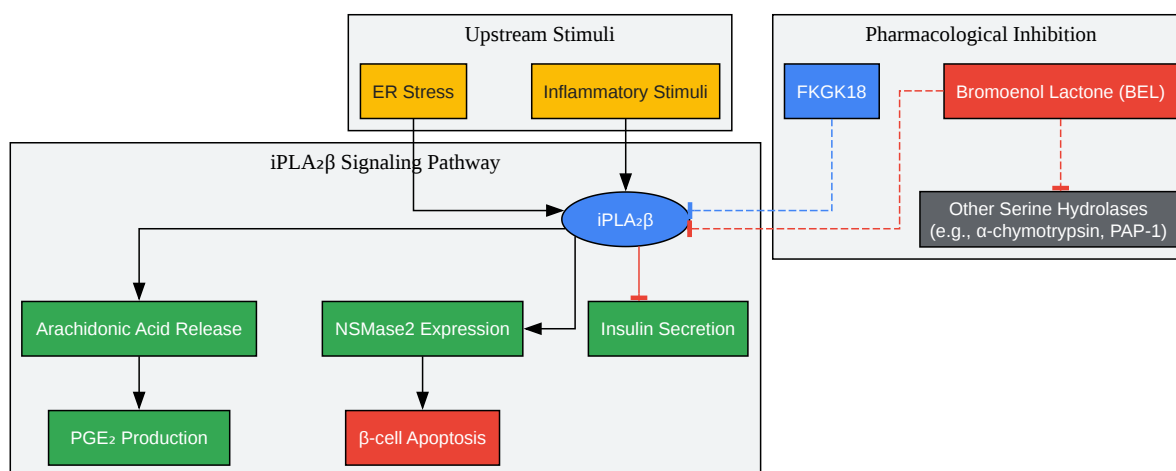 Upstream Stimuli
ER Stress
Inflammatory Stimuli
Pharmacological Inhibition
FKGK18
Bromoenol Lactone (BEL)
Other Serine Hydrolases
(e.g., α-chymotrypsin, PAP-1)
iPLA₂β Signaling Pathway
iPLA₂β
Arachidonic Acid Release
NSMase2 Expression
Insulin Secretion
PGE₂ Production
β-cell Apoptosis